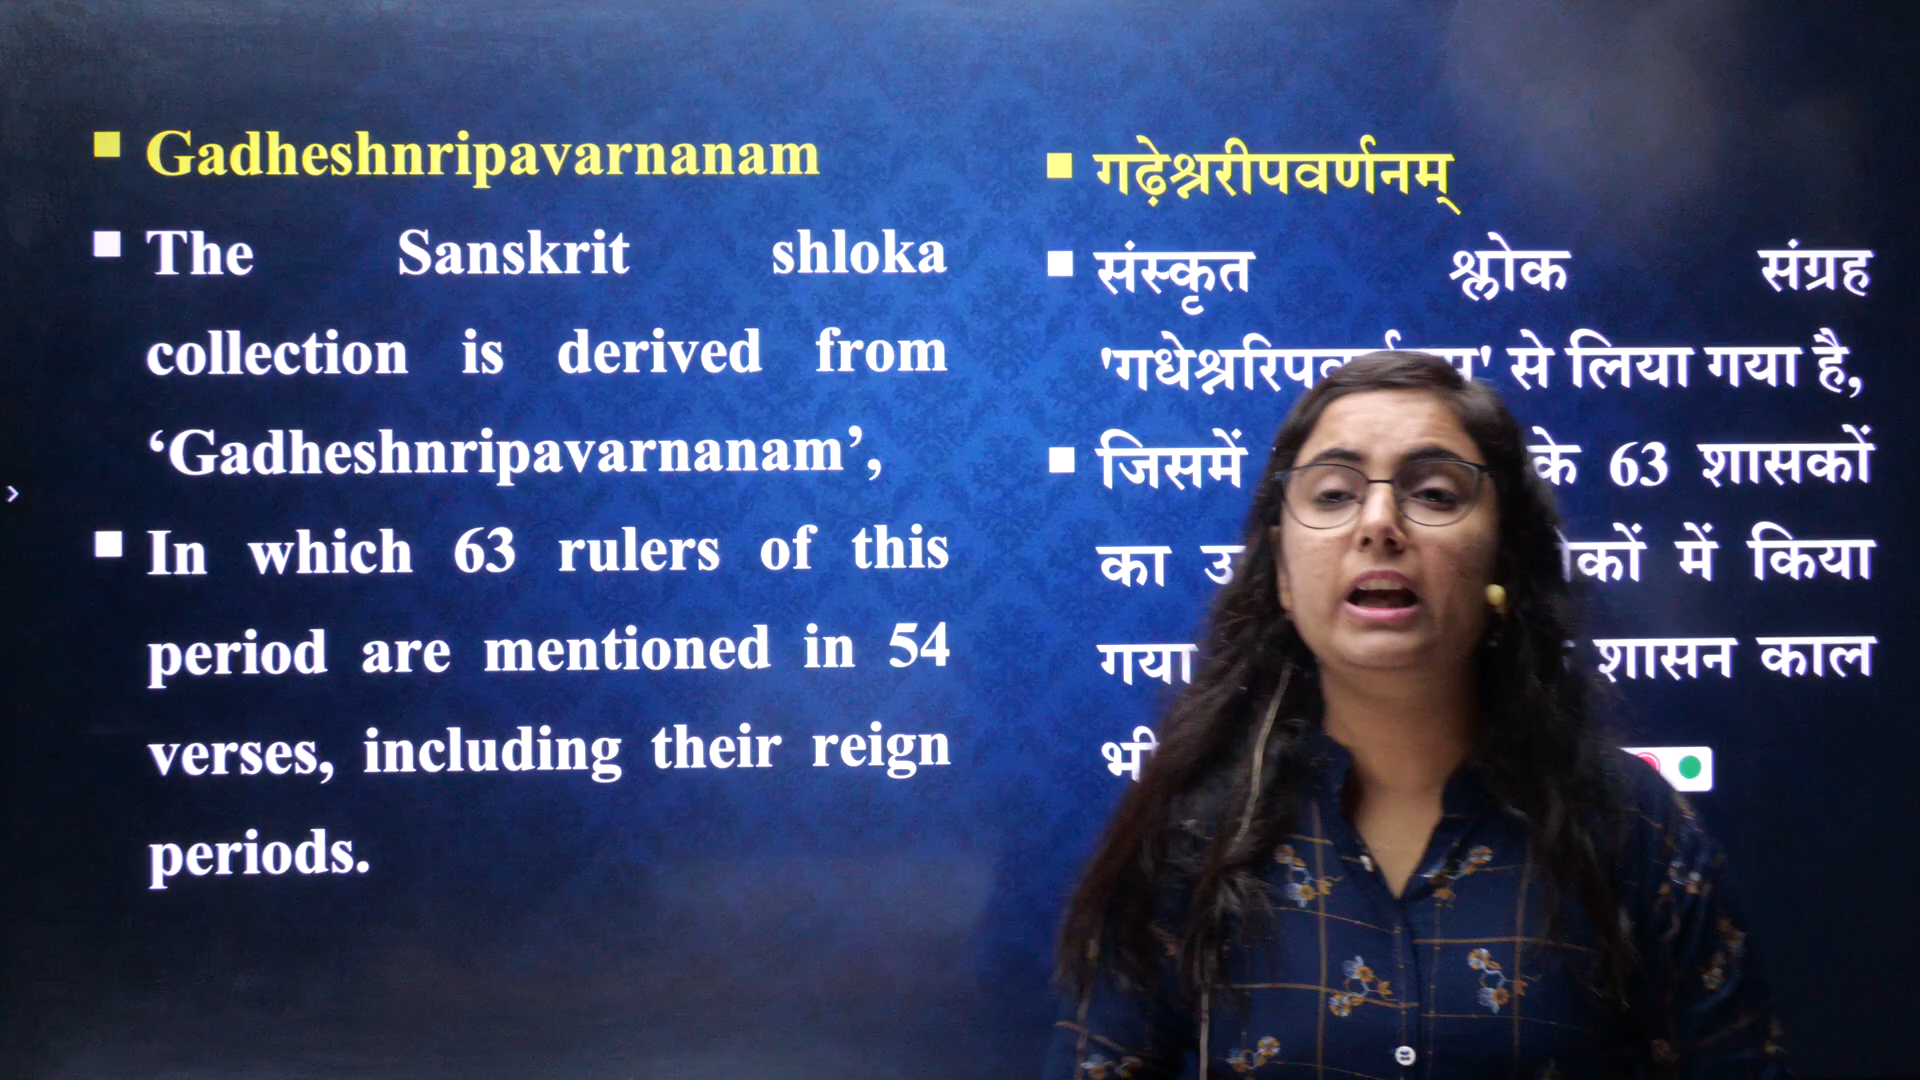 Gadheshnripavarnanam
The Sanskrit shloka
collection is derived from
‘Gadheshnripavarnanam’,
In which 63 rulers of this
period are mentioned in 54
verses, including their reign
periods.
गढ़ेश्नरीपवर्णनम्
संस्कृत श्लोक संग्रह
से लिया गया है,
जिसमें के 63 शासकों
का में किया
गया शासन काल
भी